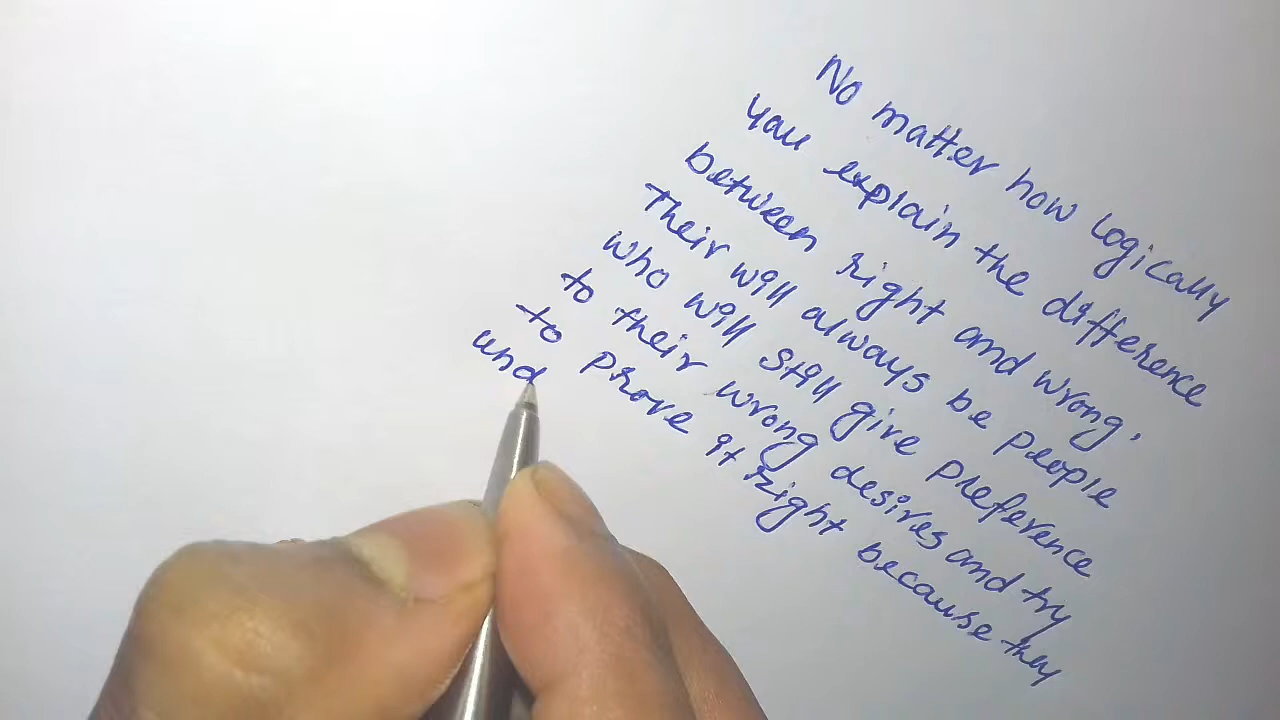 No matter how logically
you explain the difference
between right and wrong,
Their will always be people
who will still give preference
to their wrong desires and try
to prove it right because they
und